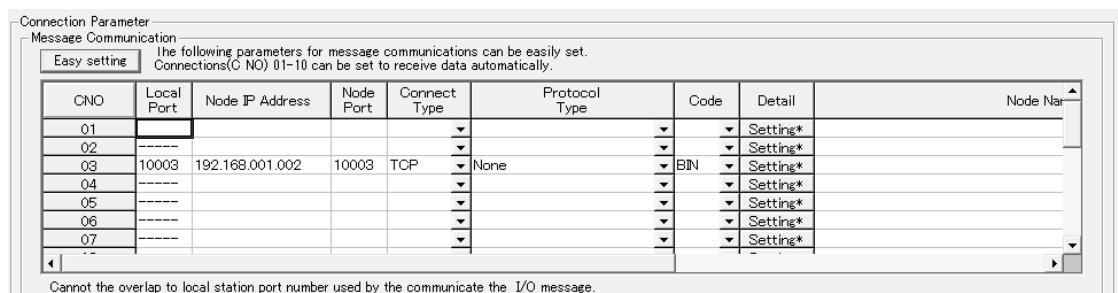 Connection Parameter
Message Communication
Easy setting
The following parameters for message communications can be easily set.
Connections(C NO) 01-10 can be set to receive data automatically.
CNO Local Port Node IP Address Node Port Connect Type Protocol Type Code Detail Node Nam
01 Setting*
02 ----- Setting*
03 10003 192.168.001.002 10003 TCP None BIN Setting*
04 ----- Setting*
05 ----- Setting*
06 ----- Setting*
07 ----- Setting*
Cannot the overlap to local station port number used by the communicate the I/O message.